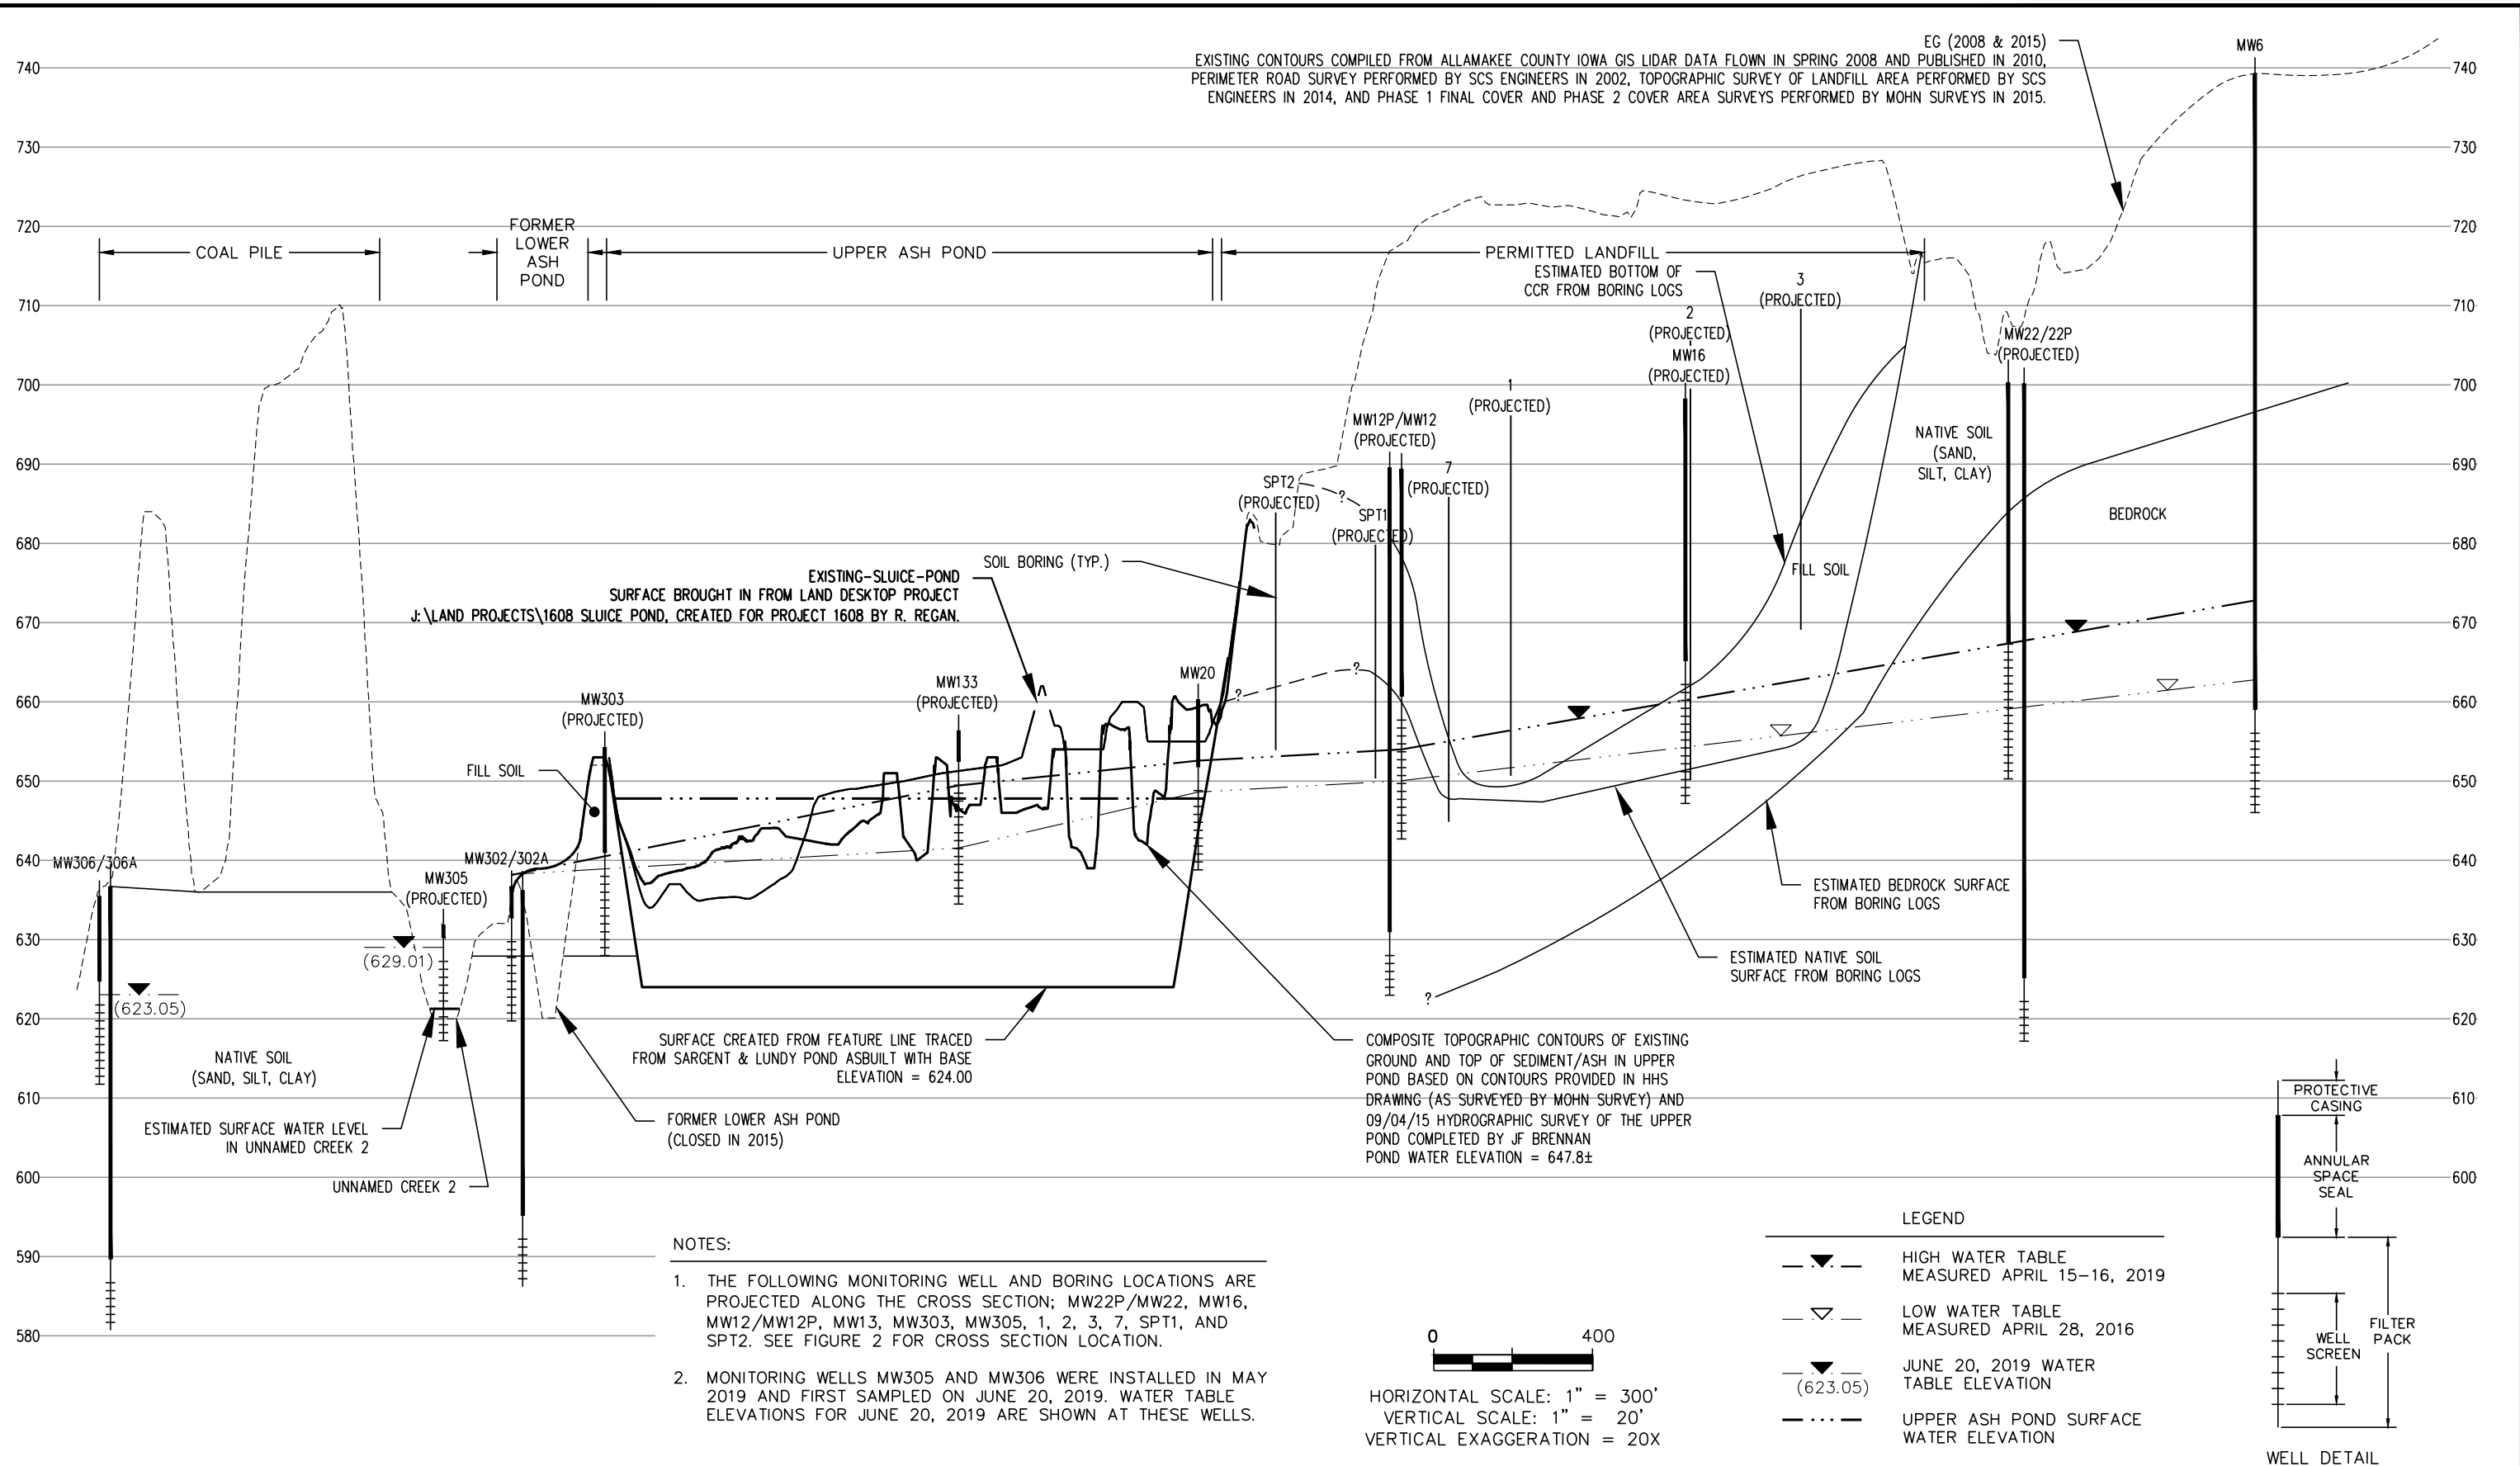 EG (2008 & 2015)
EXISTING CONTOURS COMPILED FROM ALLAMAKEE COUNTY IOWA GIS LIDAR DATA FLOWN IN SPRING 2008 AND PUBLISHED IN 2010,
PERIMETER ROAD SURVEY PERFORMED BY SCS ENGINEERS IN 2002, TOPOGRAPHIC SURVEY OF LANDFILL AREA PERFORMED BY SCS
ENGINEERS IN 2014, AND PHASE 1 FINAL COVER AND PHASE 2 COVER AREA SURVEYS PERFORMED BY MOHN SURVEYS IN 2015.
MW6
740
740
730
730
720
720
710
710
700
700
690
690
680
680
670
670
660
660
650
650
640
640
630
630
620
620
610
610
600
600
590
580
COAL PILE
FORMER
LOWER
ASH
POND
UPPER ASH POND
PERMITTED LANDFILL
ESTIMATED BOTTOM OF
CCR FROM BORING LOGS
3
(PROJECTED)
2
(PROJECTED)
MW16
(PROJECTED)
MW22/22P
(PROJECTED)
1
(PROJECTED)
MW12P/MW12
(PROJECTED)
7
(PROJECTED)
SPT2
(PROJECTED)
?
SPT1
(PROJECTED)
NATIVE SOIL
(SAND,
SILT, CLAY)
BEDROCK
FILL SOIL
SOIL BORING (TYP.)
EXISTING-SLUICE-POND
SURFACE BROUGHT IN FROM LAND DESKTOP PROJECT
J:\LAND PROJECTS\1608 SLUICE POND, CREATED FOR PROJECT 1608 BY R. REGAN.
MW20
?
?
MW133
(PROJECTED)
MW303
(PROJECTED)
FILL SOIL
MW306/306A
MW302/302A
MW305
(PROJECTED)
(629.01)
(623.05)
NATIVE SOIL
(SAND, SILT, CLAY)
ESTIMATED SURFACE WATER LEVEL
IN UNNAMED CREEK 2
UNNAMED CREEK 2
SURFACE CREATED FROM FEATURE LINE TRACED
FROM SARGENT & LUNDY POND ASBUILT WITH BASE
ELEVATION = 624.00
FORMER LOWER ASH POND
(CLOSED IN 2015)
COMPOSITE TOPOGRAPHIC CONTOURS OF EXISTING
GROUND AND TOP OF SEDIMENT/ASH IN UPPER
POND BASED ON CONTOURS PROVIDED IN HHS
DRAWING (AS SURVEYED BY MOHN SURVEY) AND
09/04/15 HYDROGRAPHIC SURVEY OF THE UPPER
POND COMPLETED BY JF BRENNAN
POND WATER ELEVATION = 647.8±
?
ESTIMATED BEDROCK SURFACE
FROM BORING LOGS
ESTIMATED NATIVE SOIL
SURFACE FROM BORING LOGS
NOTES:
1. THE FOLLOWING MONITORING WELL AND BORING LOCATIONS ARE
PROJECTED ALONG THE CROSS SECTION; MW22P/MW22, MW16,
MW12/MW12P, MW13, MW303, MW305, 1, 2, 3, 7, SPT1, AND
SPT2. SEE FIGURE 2 FOR CROSS SECTION LOCATION.
2. MONITORING WELLS MW305 AND MW306 WERE INSTALLED IN MAY
2019 AND FIRST SAMPLED ON JUNE 20, 2019. WATER TABLE
ELEVATIONS FOR JUNE 20, 2019 ARE SHOWN AT THESE WELLS.
0 400
HORIZONTAL SCALE: 1" = 300'
VERTICAL SCALE: 1" = 20'
VERTICAL EXAGGERATION = 20X
LEGEND
HIGH WATER TABLE
MEASURED APRIL 15-16, 2019
LOW WATER TABLE
MEASURED APRIL 28, 2016
JUNE 20, 2019 WATER
TABLE ELEVATION
(623.05)
UPPER ASH POND SURFACE
WATER ELEVATION
PROTECTIVE
CASING
ANNULAR
SPACE
SEAL
WELL
SCREEN
FILTER
PACK
WELL DETAIL